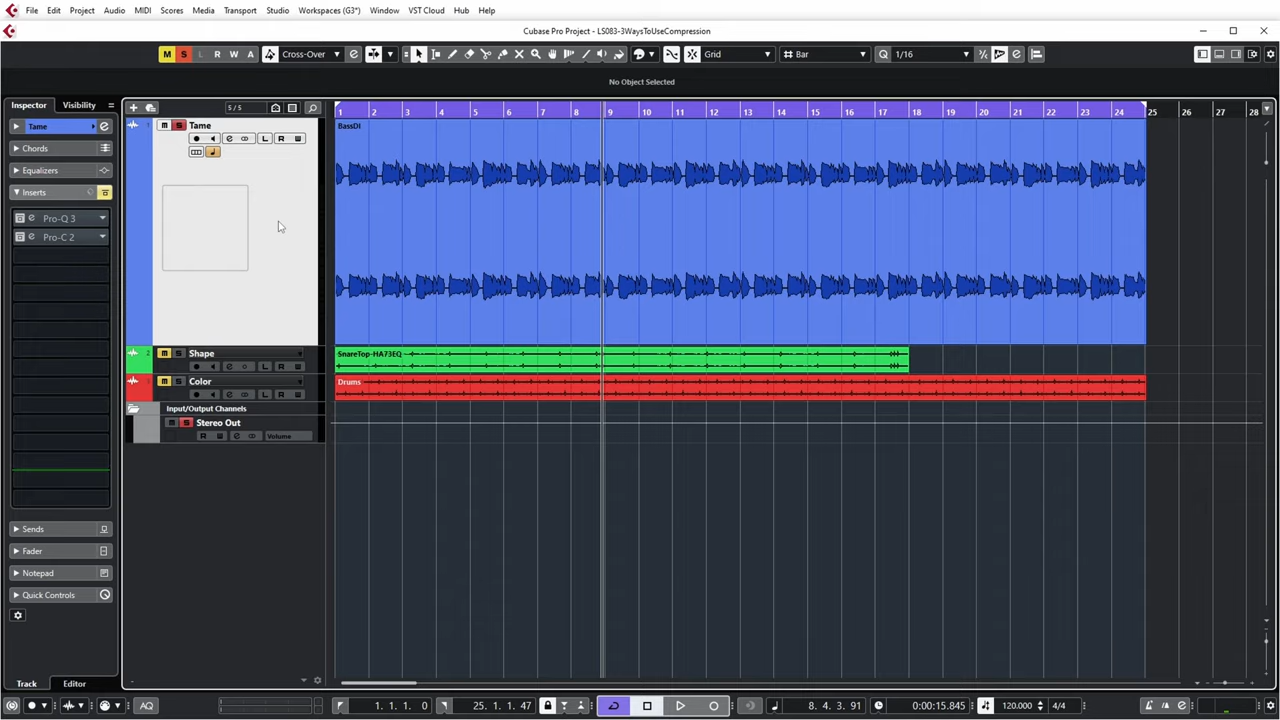 File Edit Project Audio MIDI Scores Media Transport Studio Workspaces (G3*) Window VST Cloud Hub Help
Cubase Pro Project - LS083-3WaysToUseCompression
M S L R W A Cross-Over Grid Bar Q 1/16
No Object Selected
Inspector Visibility
5 / 5
1 2 3 4 5 6 7 8 9 10 11 12 13 14 15 16 17 18 19 20 21 22 23 24 25 26 27 28
Tame
Chords
Equalizers
Inserts
Pro-Q 3
Pro-C 2
Sends
Fader
Notepad
Quick Controls
1 m S Tame
L R W
BassDI
2 M S Shape
L R W
SnareTop-HA73EQ
M S Color
L R W
Drums
Input/Output Channels
S Stereo Out
R W Volume
Track Editor
AQ 1. 1. 1. 0 25. 1. 1. 47 8. 4. 3. 91 0:00:15.845 120.000 4/4